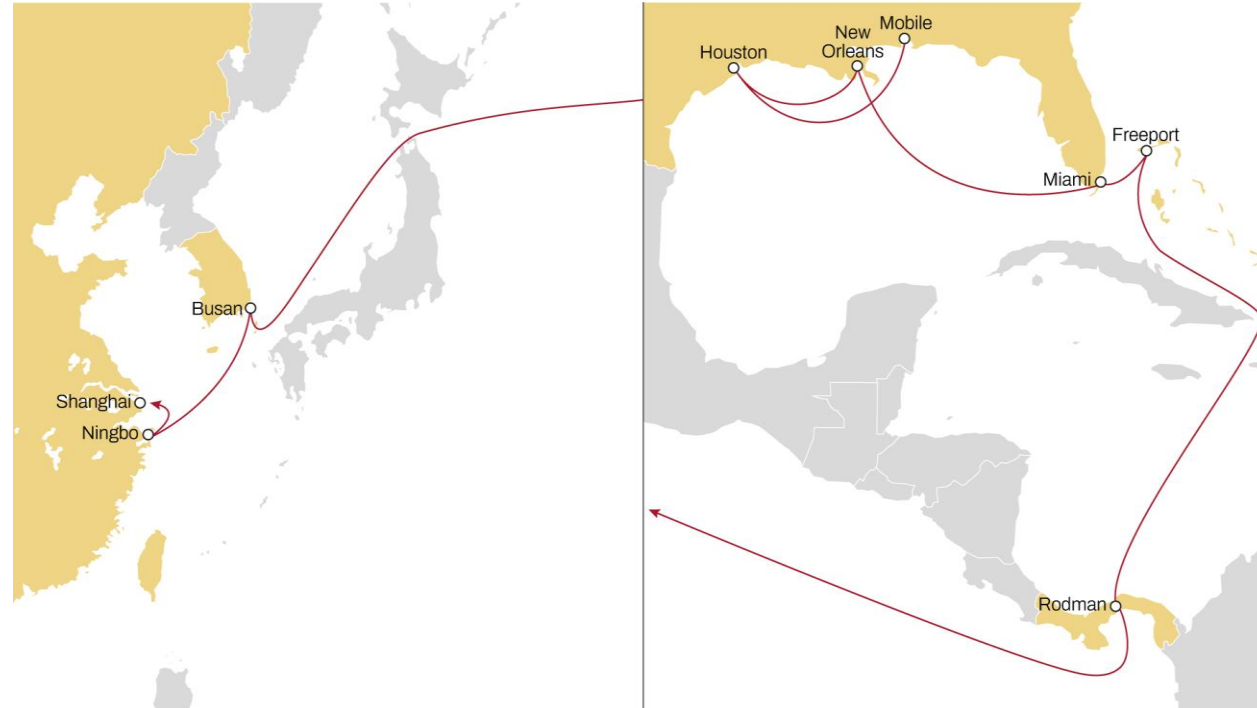 Busan
Shanghai
Ningbo
Houston
New
Orleans
Mobile
Freeport
Miami
Rodman